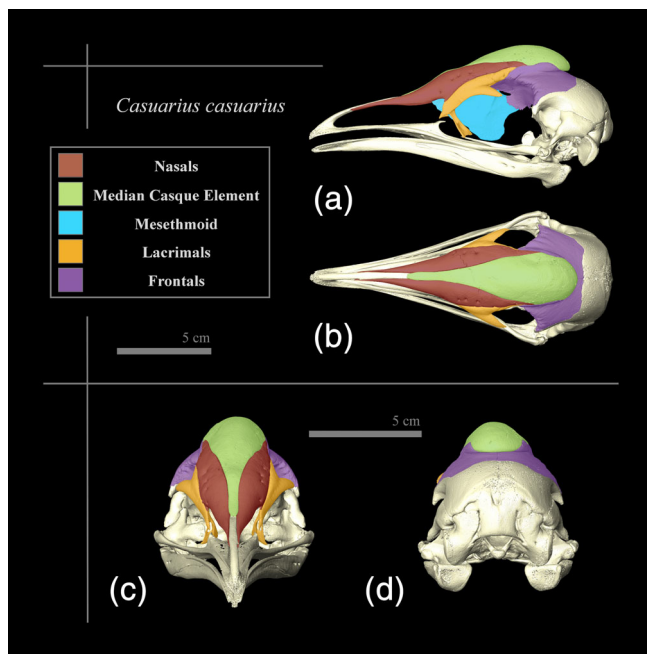 Casuarius casuarius
Nasals
Median Casque Element
Mesethmoid
Lacrimals
Frontals
(a)
(b)
5 cm
5 cm
(c)
(d)